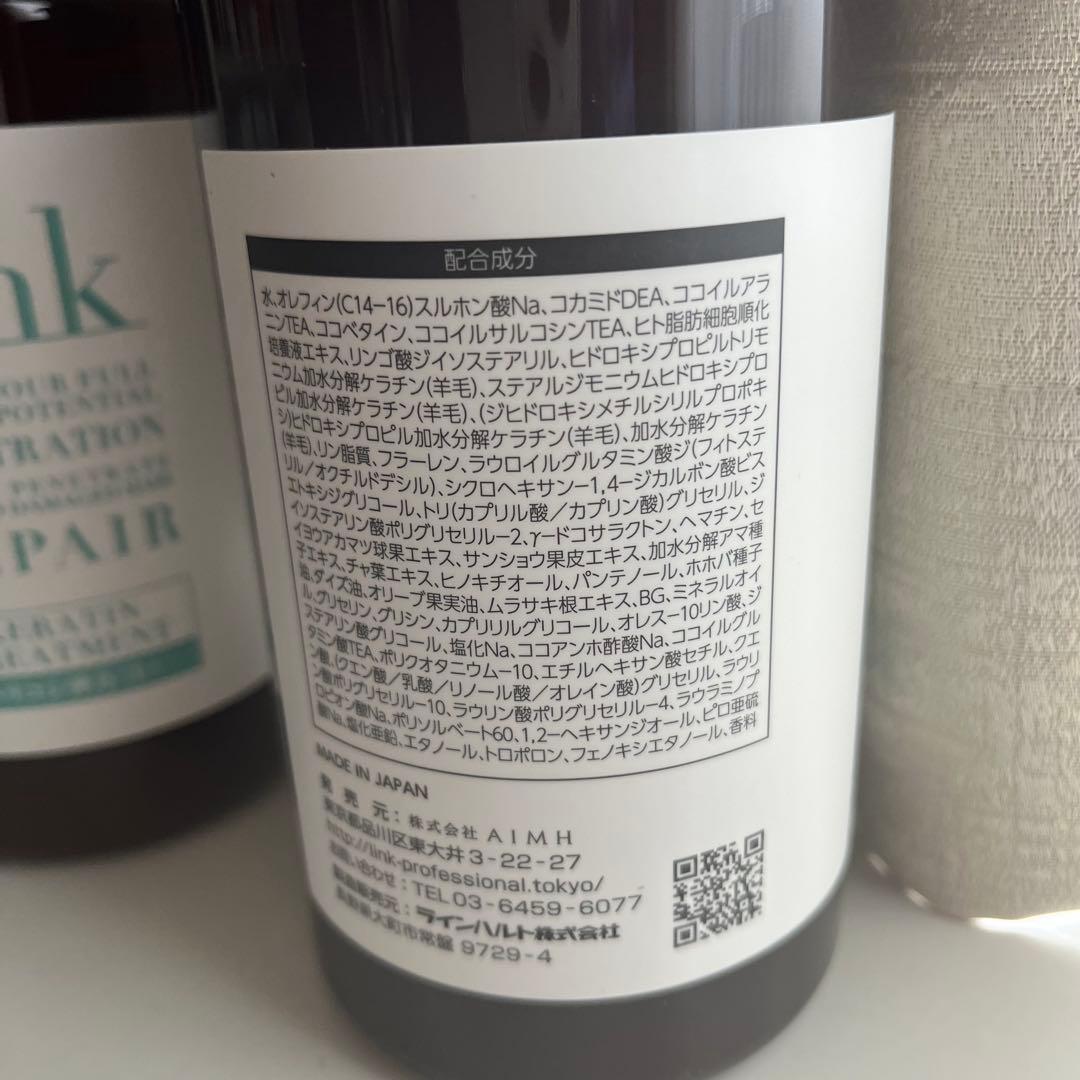 nk
OUR FULL
POTENTIAL
TRATION
DAMAGED HAIR
PAIR
KERATIN
TREATMENT
配合成分
水、オレフィン(C14-16)スルホン酸Na、コカミドDEA、ココイルアラ
ニンTEA、ココベタイン、ココイルサルコシンTEA、ヒト脂肪細胞順化
培養液エキス、リンゴ酸ジイソステアリル、ヒドロキシプロピルトリモ
ニウム加水分解ケラチン(羊毛)、ステアルジモニウムヒドロキシプロ
ピル加水分解ケラチン(羊毛)、(ジヒドロキシメチルシリルプロポキ
シ)ヒドロキシプロピル加水分解ケラチン(羊毛)、加水分解ケラチン
(羊毛)、リン脂質、フラーレン、ラウロイルグルタミン酸ジ(フィトステ
リル/オクチルドデシル)、シクロヘキサン-1,4-ジカルボン酸ビス
エトキシジグリコール、トリ(カプリル酸/カプリン酸)グリセリル、ジ
イソステアリン酸ポリグリセリル-2、γ-ドコサラクトン、ヘマチン、セ
イヨウアカマツ球果エキス、サンショウ果皮エキス、加水分解アマ種
子エキス、チャ葉エキス、ヒノキチオール、パンテノール、ホホバ種子
油、ダイズ油、オリーブ果実油、ムラサキ根エキス、BG、ミネラルオイ
ル、グリセリン、グリシン、カプリリルグリコール、オレス-10リン酸、ジ
ステアリン酸グリコール、塩化Na、ココアンホ酢酸Na、ココイルグル
タミン酸TEA、ポリクオタニウム-10、エチルヘキサン酸セチル、クエ
ン酸、(クエン酸/乳酸/リノール酸/オレイン酸)グリセリル、ラウリ
ン酸ポリグリセリル-10、ラウリン酸ポリグリセリル-4、ラウラミノプ
ロピオン酸Na、ポリソルベート60、1,2-ヘキサンジオール、ピロ亜硫
酸Na、塩化亜鉛、エタノール、トロポロン、フェノキシエタノール、香料
MADE IN JAPAN
発 売 元 : 株式会社 AIMH
東京都品川区東大井3-22-27
http://link-professional.tokyo/
お問い合わせ : TEL 03-6459-6077
製造販売元 : ラインハルト株式会社
長野県大町市常盤 9729-4